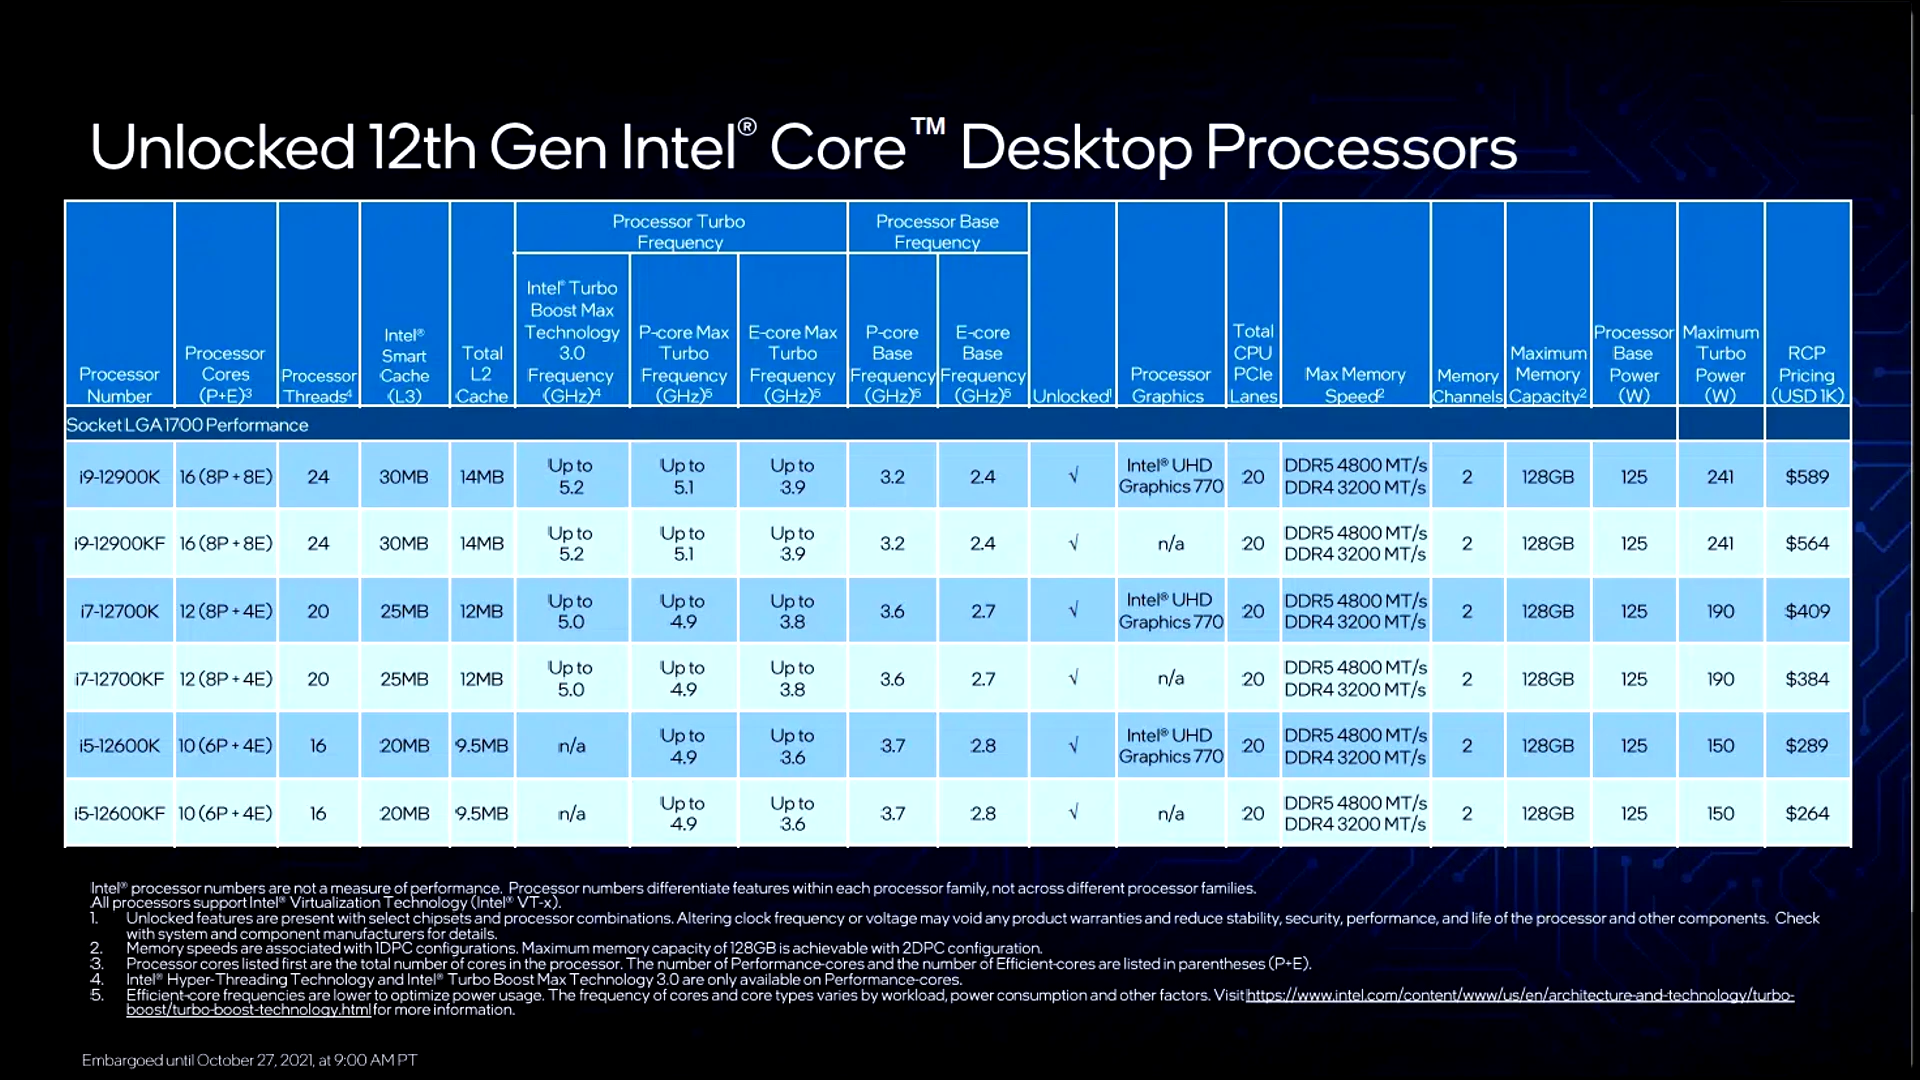 Unlocked 12th Gen Intel® Core™ Desktop Processors
Processor Number
Processor Cores (P+E)³
Processor Threads⁴
Intel® Smart Cache (L3)
Total L2 Cache
Processor Turbo Frequency
Intel® Turbo Boost Max Technology 3.0 Frequency (GHz)⁴
P-core Max Turbo Frequency (GHz)⁵
E-core Max Turbo Frequency (GHz)⁵
Processor Base Frequency
P-core Base Frequency (GHz)⁵
E-core Base Frequency (GHz)⁵
Unlocked¹
Processor Graphics
Total CPU PCIe Lanes
Max Memory Speed²
Memory Channels
Maximum Memory Capacity²
Processor Base Power (W)
Maximum Turbo Power (W)
RCP Pricing (USD 1K)
Socket LGA1700 Performance
i9-12900K 16 (8P + 8E) 24 30MB 14MB Up to 5.2 Up to 5.1 Up to 3.9 3.2 2.4 √ Intel® UHD Graphics 770 20 DDR5 4800 MT/s DDR4 3200 MT/s 2 128GB 125 241 $589
i9-12900KF 16 (8P + 8E) 24 30MB 14MB Up to 5.2 Up to 5.1 Up to 3.9 3.2 2.4 √ n/a 20 DDR5 4800 MT/s DDR4 3200 MT/s 2 128GB 125 241 $564
i7-12700K 12 (8P + 4E) 20 25MB 12MB Up to 5.0 Up to 4.9 Up to 3.8 3.6 2.7 √ Intel® UHD Graphics 770 20 DDR5 4800 MT/s DDR4 3200 MT/s 2 128GB 125 190 $409
i7-12700KF 12 (8P + 4E) 20 25MB 12MB Up to 5.0 Up to 4.9 Up to 3.8 3.6 2.7 √ n/a 20 DDR5 4800 MT/s DDR4 3200 MT/s 2 128GB 125 190 $384
i5-12600K 10 (6P + 4E) 16 20MB 9.5MB n/a Up to 4.9 Up to 3.6 3.7 2.8 √ Intel® UHD Graphics 770 20 DDR5 4800 MT/s DDR4 3200 MT/s 2 128GB 125 150 $289
i5-12600KF 10 (6P + 4E) 16 20MB 9.5MB n/a Up to 4.9 Up to 3.6 3.7 2.8 √ n/a 20 DDR5 4800 MT/s DDR4 3200 MT/s 2 128GB 125 150 $264
Intel® processor numbers are not a measure of performance. Processor numbers differentiate features within each processor family, not across different processor families.
All processors support Intel® Virtualization Technology (Intel® VT-x).
1. Unlocked features are present with select chipsets and processor combinations. Altering clock frequency or voltage may void any product warranties and reduce stability, security, performance, and life of the processor and other components. Check
with system and component manufacturers for details.
2. Memory speeds are associated with 1DPC configurations. Maximum memory capacity of 128GB is achievable with 2DPC configuration.
3. Processor cores listed first are the total number of cores in the processor. The number of Performance-cores and the number of Efficient-cores are listed in parentheses (P+E).
4. Intel® Hyper-Threading Technology and Intel® Turbo Boost Max Technology 3.0 are only available on Performance-cores.
5. Efficient-core frequencies are lower to optimize power usage. The frequency of cores and core types varies by workload, power consumption and other factors. Visit https://www.intel.com/content/www/us/en/architecture-and-technology/turbo-
boost/turbo-boost-technology.html for more information.
Embargoed until October 27, 2021, at 9:00 AM PT